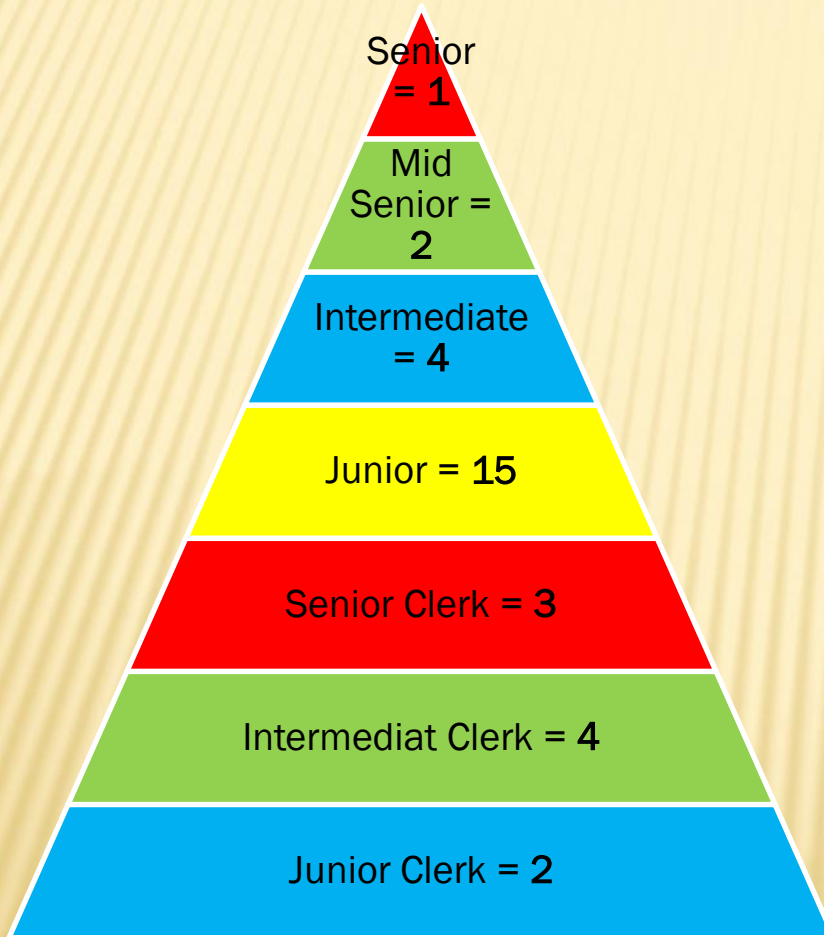 Senior
= 1
Mid
Senior =
2
Intermediate
= 4
Junior = 15
Senior Clerk = 3
Intermediat Clerk = 4
Junior Clerk = 2